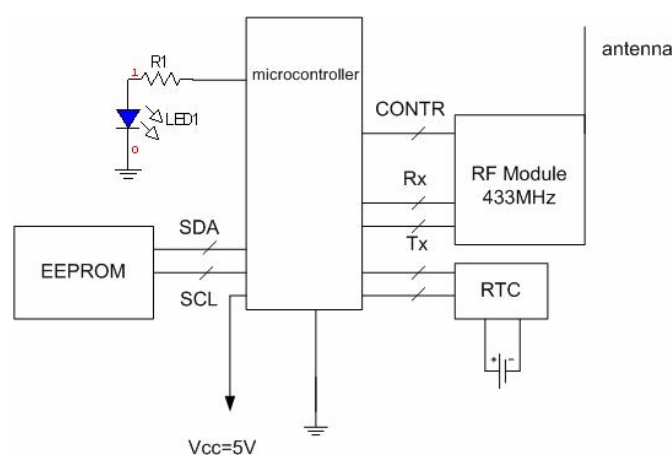 antenna
R1
1
microcontroller
LED1
CONTR
0
RF Module
433MHz
Rx
SDA
Tx
EEPROM
SCL
RTC
+ -
Vcc=5V